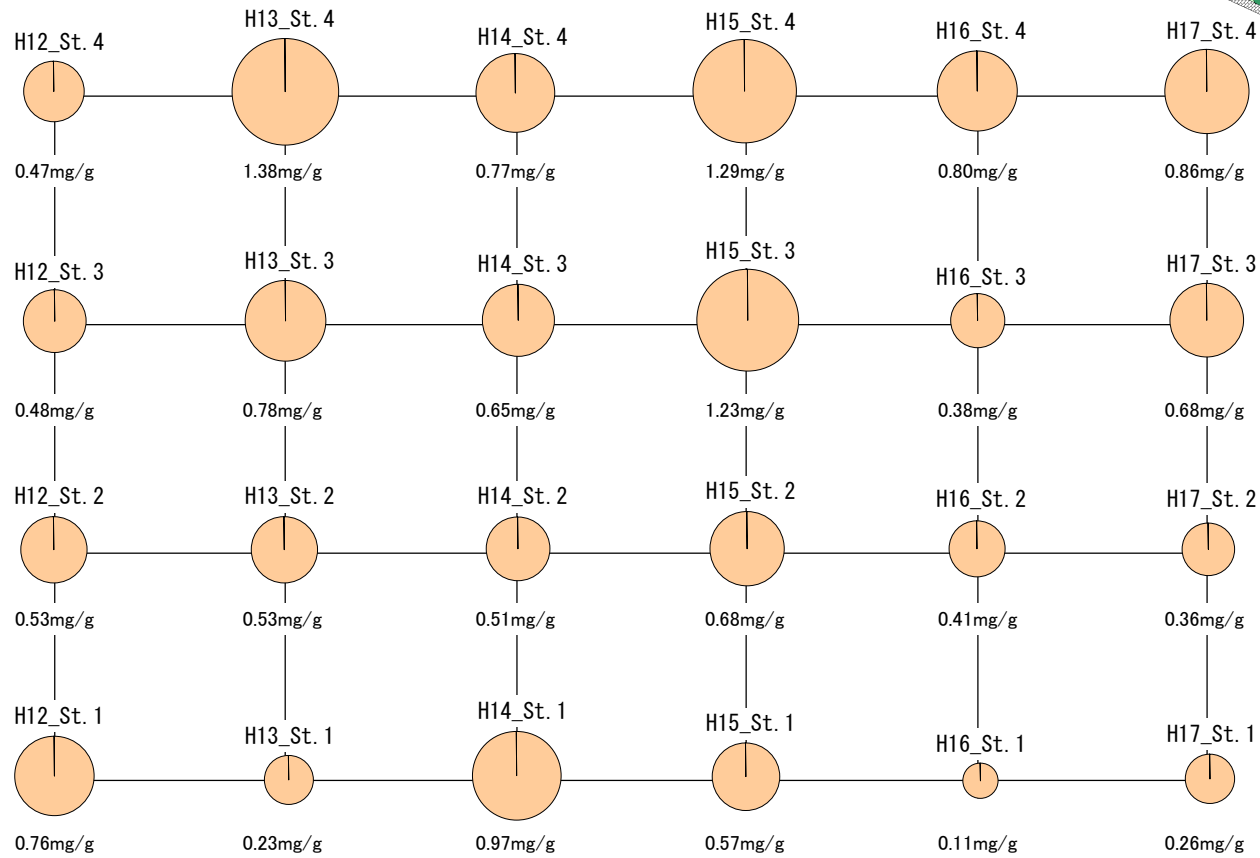 H12_St.4 H13_St.4 H14_St.4 H15_St.4 H16_St.4 H17_St.4
0.47mg/g 1.38mg/g 0.77mg/g 1.29mg/g 0.80mg/g 0.86mg/g
H12_St.3 H13_St.3 H14_St.3 H15_St.3 H16_St.3 H17_St.3
0.48mg/g 0.78mg/g 0.65mg/g 1.23mg/g 0.38mg/g 0.68mg/g
H12_St.2 H13_St.2 H14_St.2 H15_St.2 H16_St.2 H17_St.2
0.53mg/g 0.53mg/g 0.51mg/g 0.68mg/g 0.41mg/g 0.36mg/g
H12_St.1 H13_St.1 H14_St.1 H15_St.1 H16_St.1 H17_St.1
0.76mg/g 0.23mg/g 0.97mg/g 0.57mg/g 0.11mg/g 0.26mg/g